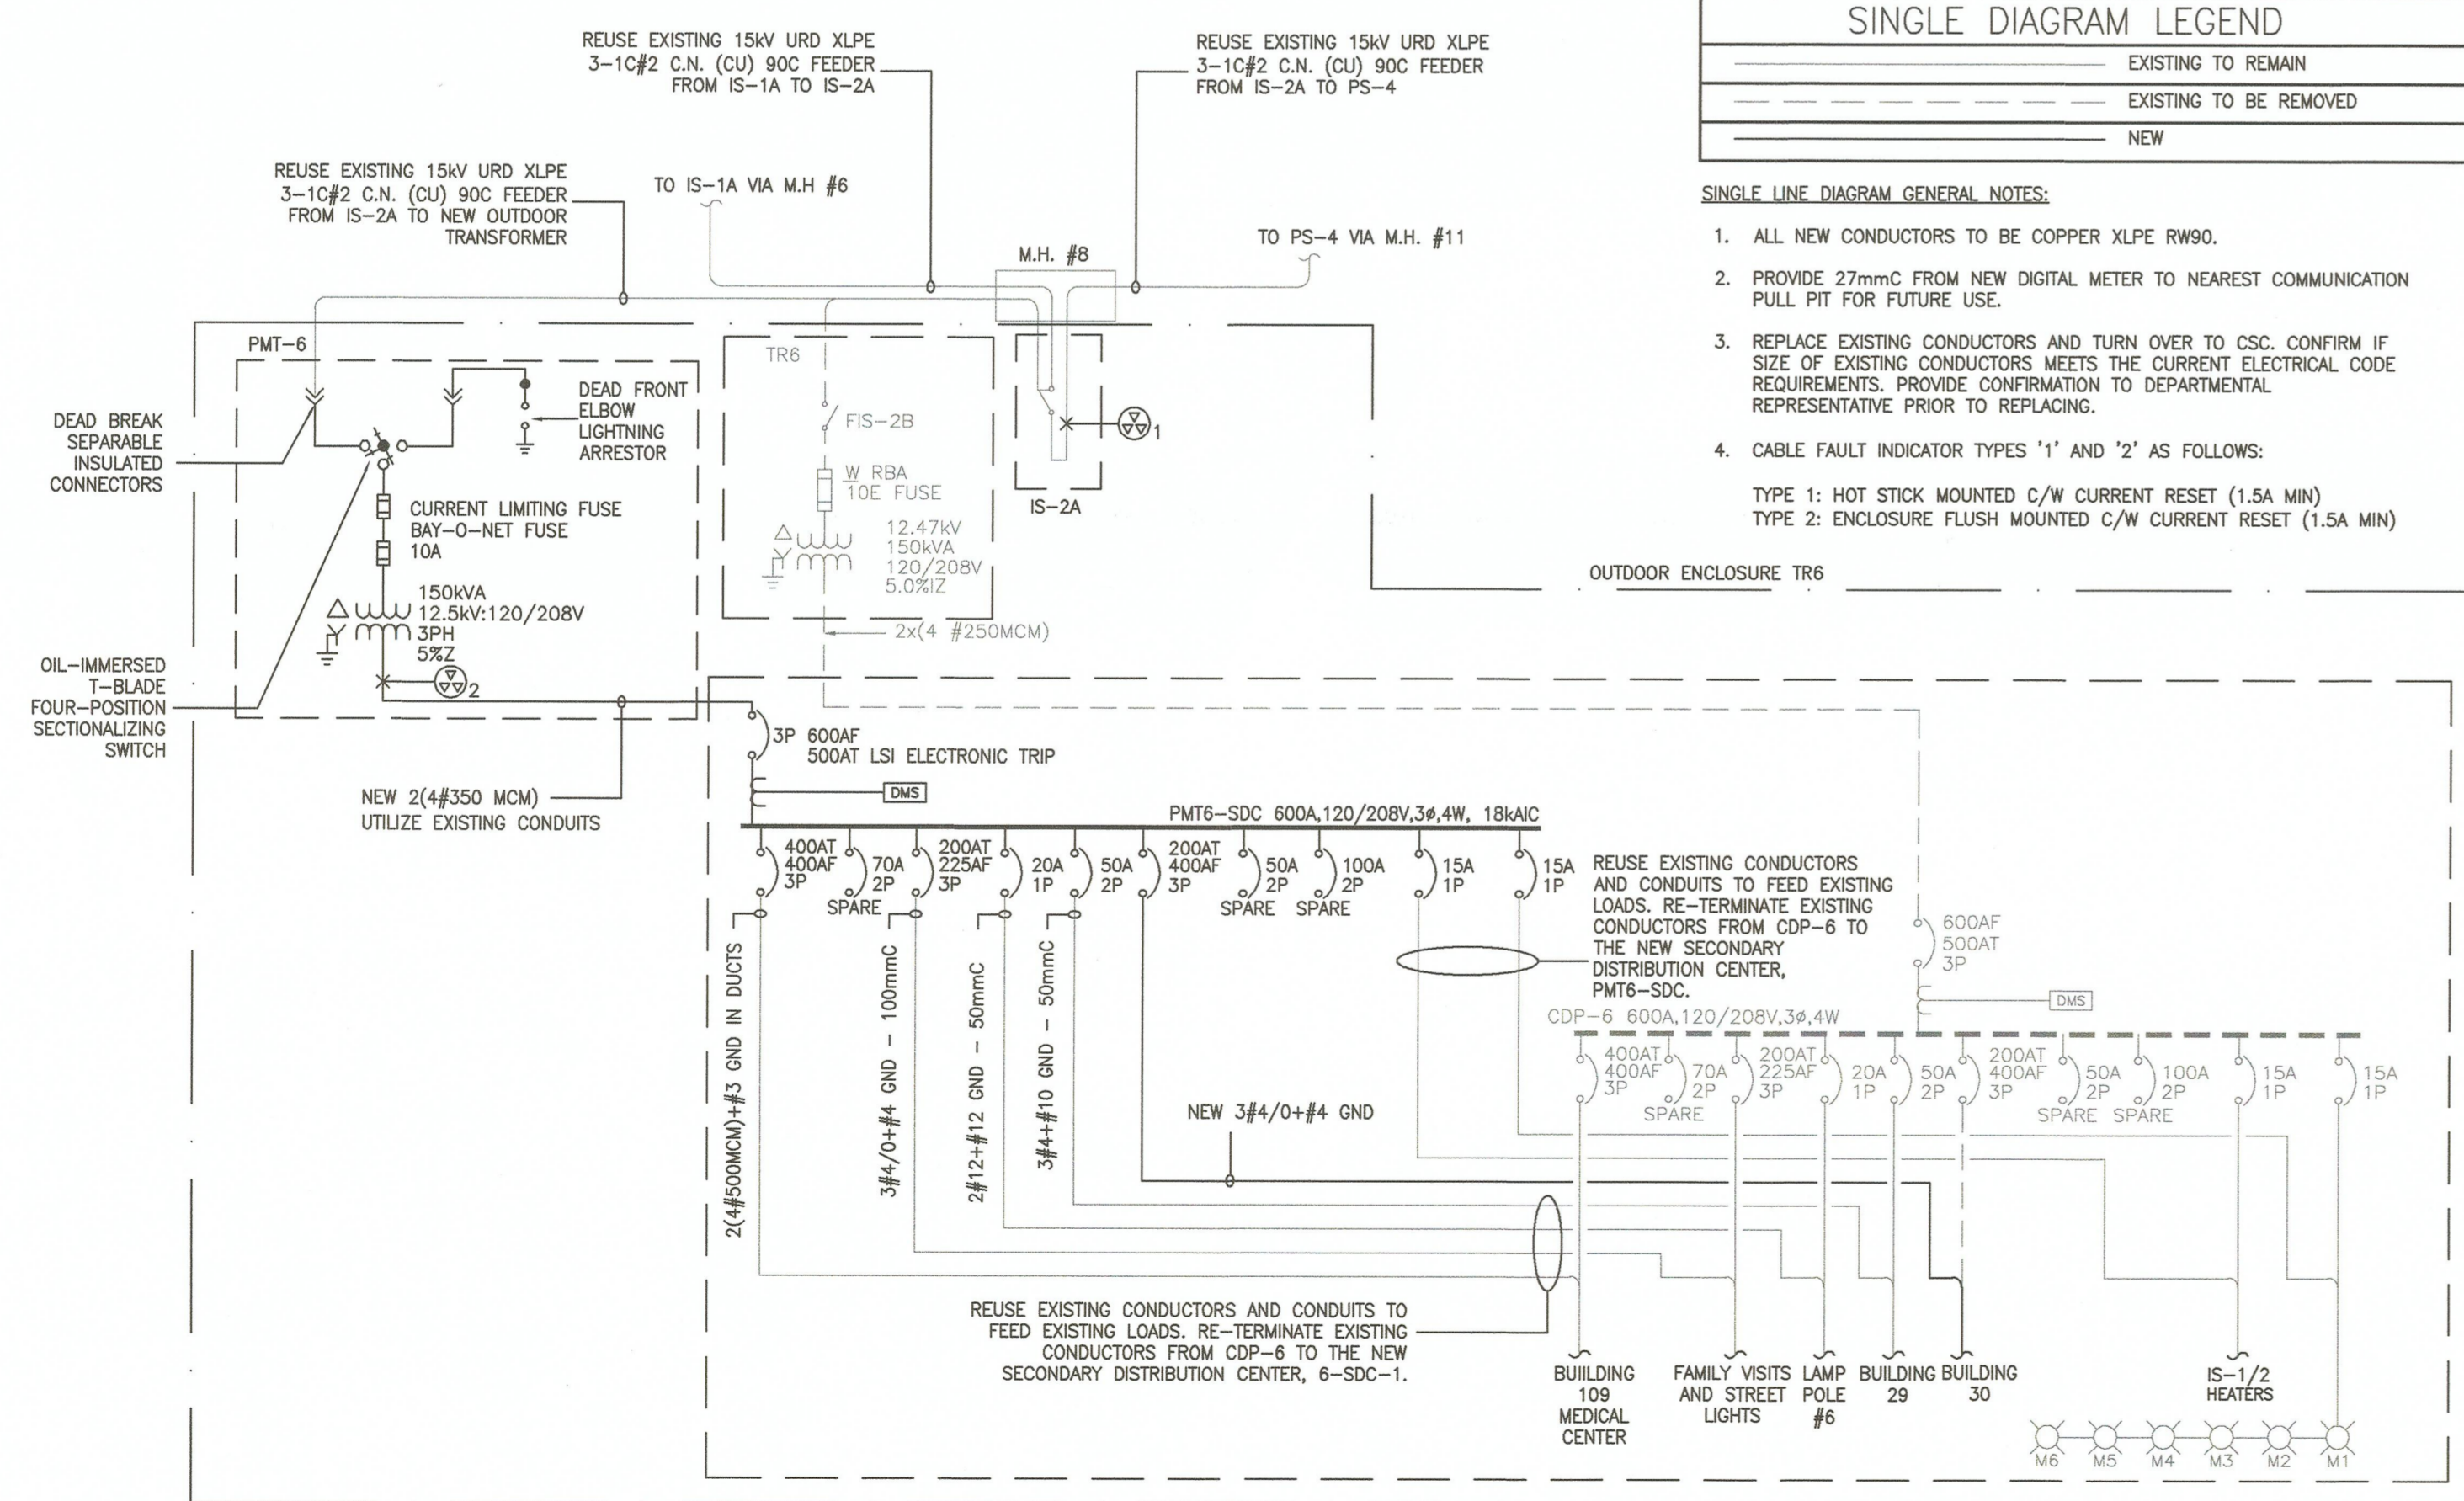 REUSE EXISTING 15kV URD XLPE
3-1C#2 C.N. (CU) 90C FEEDER
FROM IS-1A TO IS-2A
REUSE EXISTING 15kV URD XLPE
3-1C#2 C.N. (CU) 90C FEEDER
FROM IS-2A TO PS-4
SINGLE DIAGRAM LEGEND
EXISTING TO REMAIN
EXISTING TO BE REMOVED
NEW
REUSE EXISTING 15kV URD XLPE
3-1C#2 C.N. (CU) 90C FEEDER
FROM IS-2A TO NEW OUTDOOR
TRANSFORMER
TO IS-1A VIA M.H #6
M.H. #8
TO PS-4 VIA M.H. #11
SINGLE LINE DIAGRAM GENERAL NOTES:
1. ALL NEW CONDUCTORS TO BE COPPER XLPE RW90.
2. PROVIDE 27mmC FROM NEW DIGITAL METER TO NEAREST COMMUNICATION
PULL PIT FOR FUTURE USE.
3. REPLACE EXISTING CONDUCTORS AND TURN OVER TO CSC. CONFIRM IF
SIZE OF EXISTING CONDUCTORS MEETS THE CURRENT ELECTRICAL CODE
REQUIREMENTS. PROVIDE CONFIRMATION TO DEPARTMENTAL
REPRESENTATIVE PRIOR TO REPLACING.
4. CABLE FAULT INDICATOR TYPES '1' AND '2' AS FOLLOWS:
TYPE 1: HOT STICK MOUNTED C/W CURRENT RESET (1.5A MIN)
TYPE 2: ENCLOSURE FLUSH MOUNTED C/W CURRENT RESET (1.5A MIN)
OUTDOOR ENCLOSURE TR6
PMT-6
DEAD BREAK
SEPARABLE
INSULATED
CONNECTORS
DEAD FRONT
ELBOW
LIGHTNING
ARRESTOR
CURRENT LIMITING FUSE
BAY-O-NET FUSE
10A
150kVA
12.5kV:120/208V
3PH
5%Z
2
OIL-IMMERSED
T-BLADE
FOUR-POSITION
SECTIONALIZING
SWITCH
TR6
FIS-2B
W RBA
10E FUSE
12.47kV
150kVA
120/208V
5.0%IZ
2x(4 #250MCM)
1
IS-2A
NEW 2(4#350 MCM)
UTILIZE EXISTING CONDUITS
3P 600AF
500AT LSI ELECTRONIC TRIP
DMS
PMT6-SDC 600A,120/208V,3ø,4W, 18kAIC
400AT
400AF
3P
70A
2P
SPARE
200AT
225AF
3P
20A
1P
50A
2P
200AT
400AF
3P
50A
2P
SPARE
100A
2P
SPARE
15A
1P
15A
1P
REUSE EXISTING CONDUCTORS
AND CONDUITS TO FEED EXISTING
LOADS. RE-TERMINATE EXISTING
CONDUCTORS FROM CDP-6 TO
THE NEW SECONDARY
DISTRIBUTION CENTER,
PMT6-SDC.
2(4#500MCM)+#3 GND IN DUCTS
3#4/0+#4 GND - 100mmC
2#12+#12 GND - 50mmC
3#4+#10 GND - 50mmC
NEW 3#4/0+#4 GND
600AF
500AT
3P
DMS
CDP-6 600A,120/208V,3ø,4W
400AT
400AF
3P
70A
2P
SPARE
200AT
225AF
3P
20A
1P
50A
2P
200AT
400AF
3P
50A
2P
SPARE
100A
2P
SPARE
15A
1P
15A
1P
REUSE EXISTING CONDUCTORS AND CONDUITS TO
FEED EXISTING LOADS. RE-TERMINATE EXISTING
CONDUCTORS FROM CDP-6 TO THE NEW
SECONDARY DISTRIBUTION CENTER, 6-SDC-1.
BUIILDING
109
MEDICAL
CENTER
FAMILY VISITS
AND STREET
LIGHTS
LAMP
POLE
#6
BUILDING
29
BUILDING
30
IS-1/2
HEATERS
M6 M5 M4 M3 M2 M1